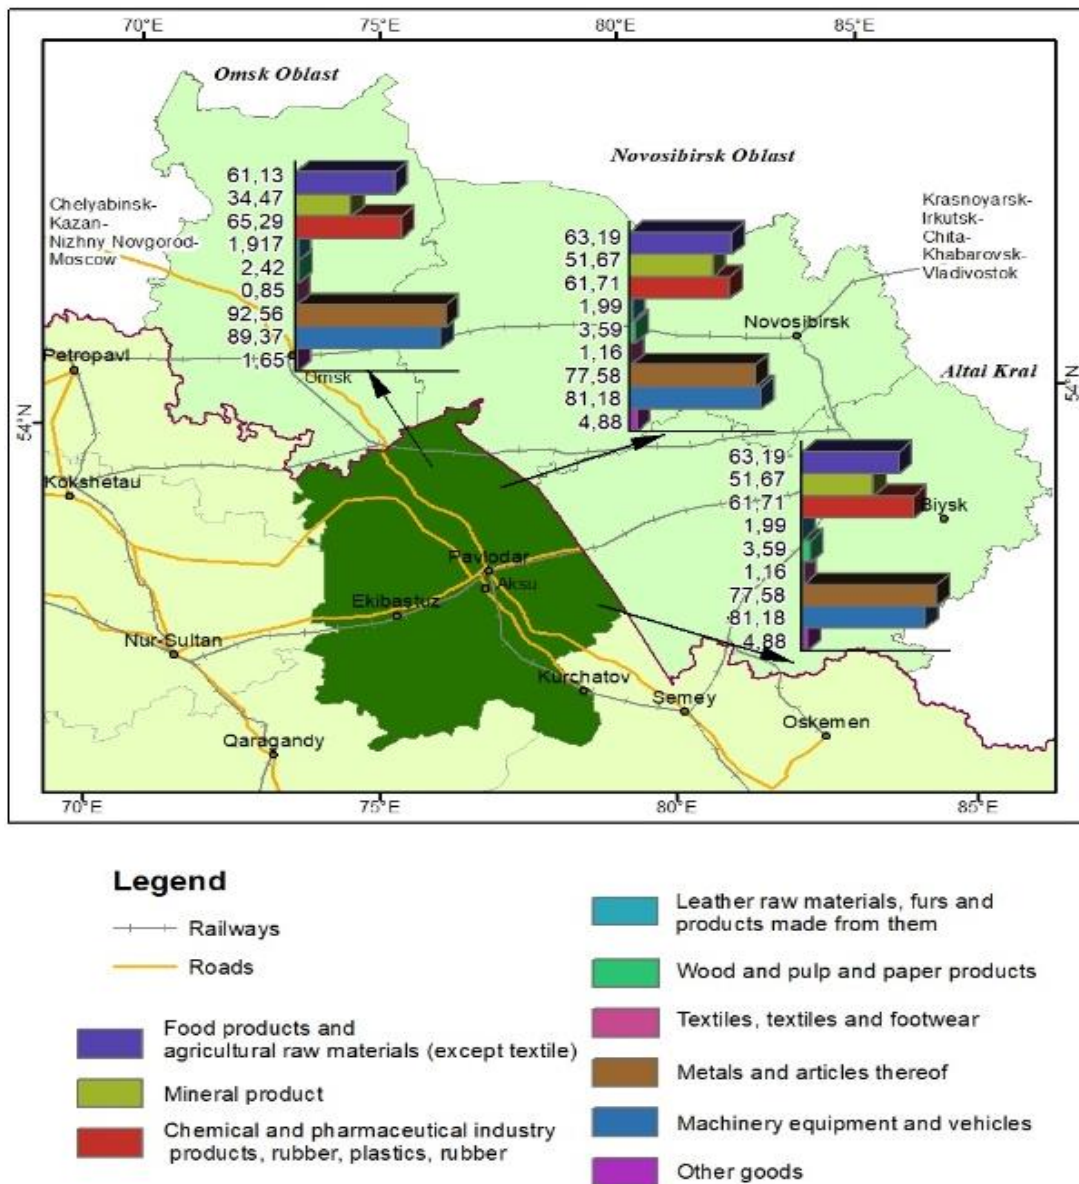 70°E 75°E 80°E 85°E
Omsk Oblast
Novosibirsk Oblast
Altai Krai
Chelyabinsk-
Kazan-
Nizhny Novgorod-
Moscow
Krasnoyarsk-
Irkutsk-
Chita-
Khabarovsk-
Vladivostok
61,13
34,47
65,29
1,917
2,42
0,85
92,56
89,37
1,65
63,19
51,67
61,71
1,99
3,59
1,16
77,58
81,18
4,88
63,19
51,67
61,71
1,99
3,59
1,16
77,58
81,18
4,88
Novosibirsk
Petropavl
Omsk
54°N
54°N
Kokshetau
Biysk
Pavlodar
Aksu
Ekibastuz
Nur-Sultan
Kurchatov
Semey
Oskemen
Qaragandy
70°E 75°E 80°E 85°E
Legend
Railways
Roads
Food products and
agricultural raw materials (except textile)
Mineral product
Chemical and pharmaceutical industry
products, rubber, plastics, rubber
Leather raw materials, furs and
products made from them
Wood and pulp and paper products
Textiles, textiles and footwear
Metals and articles thereof
Machinery equipment and vehicles
Other goods